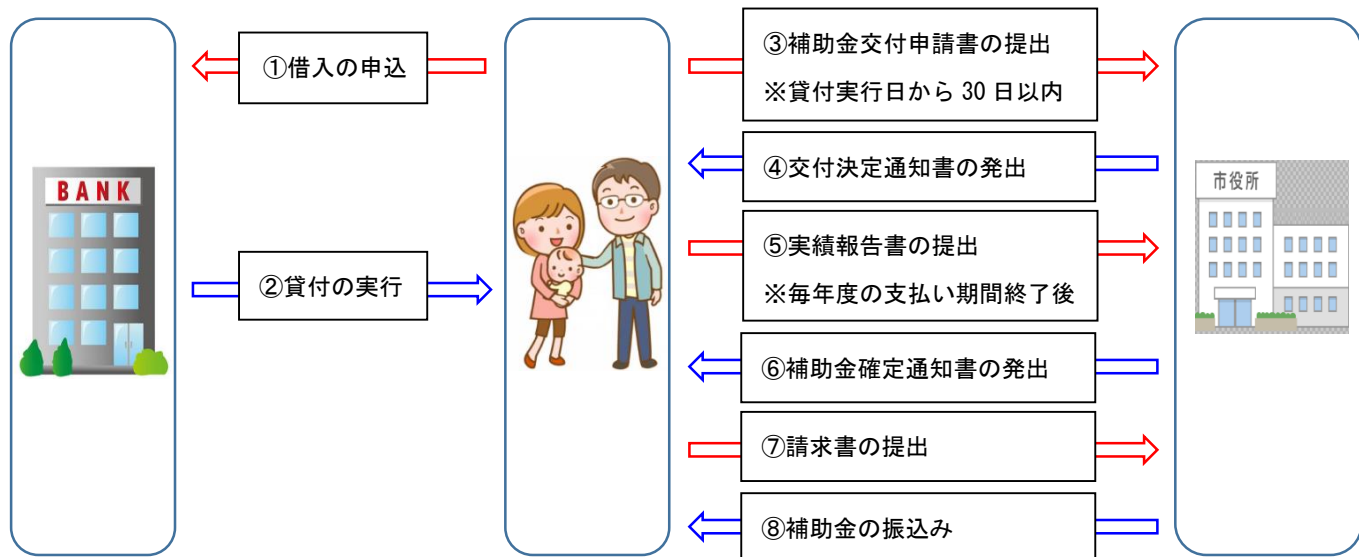 ①借入の申込
BANK
②貸付の実行
③補助金交付申請書の提出
※貸付実行日から 30 日以内
④交付決定通知書の発出
⑤実績報告書の提出
※毎年度の支払い期間終了後
⑥補助金確定通知書の発出
⑦請求書の提出
⑧補助金の振込み
市役所